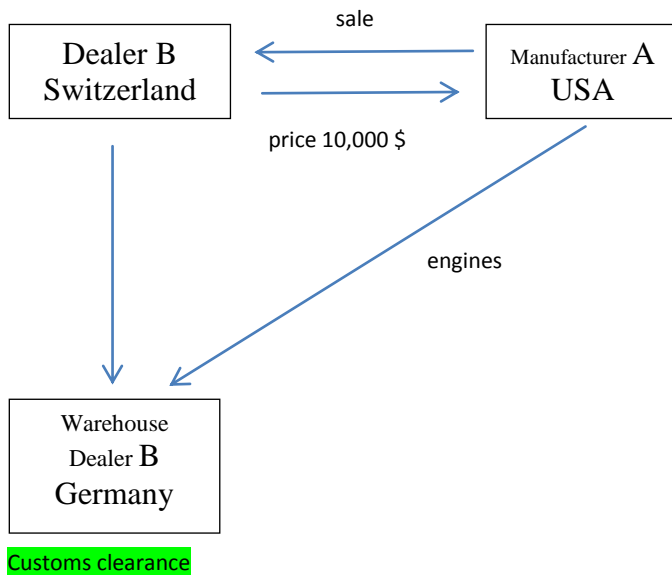 sale
Dealer B
Switzerland
Manufacturer A
USA
price 10,000 $
engines
Warehouse
Dealer B
Germany
Customs clearance